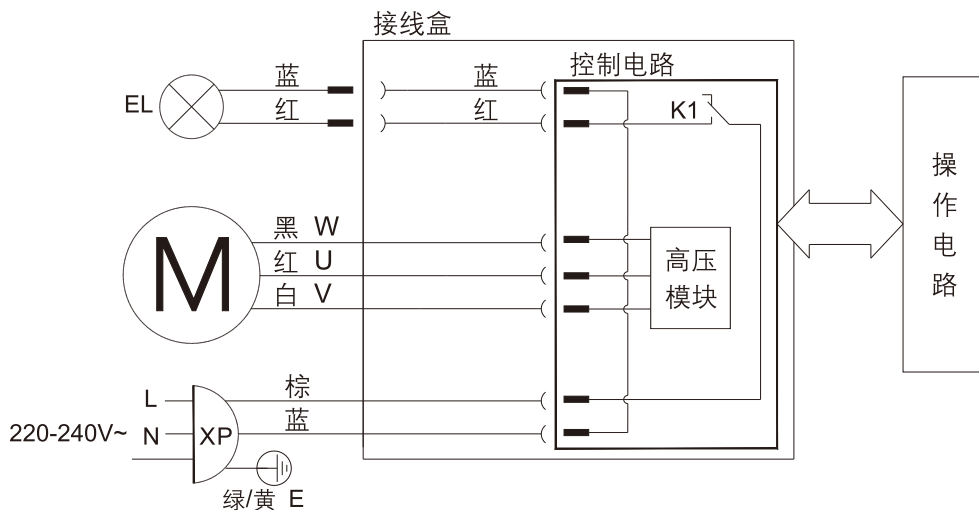 接线盒
控制电路
EL
蓝
红
蓝
红
K1
M
黑 W
红 U
白 V
高压
模块
操作电路
L
N
220-240V~
XP
棕
蓝
绿/黄 E